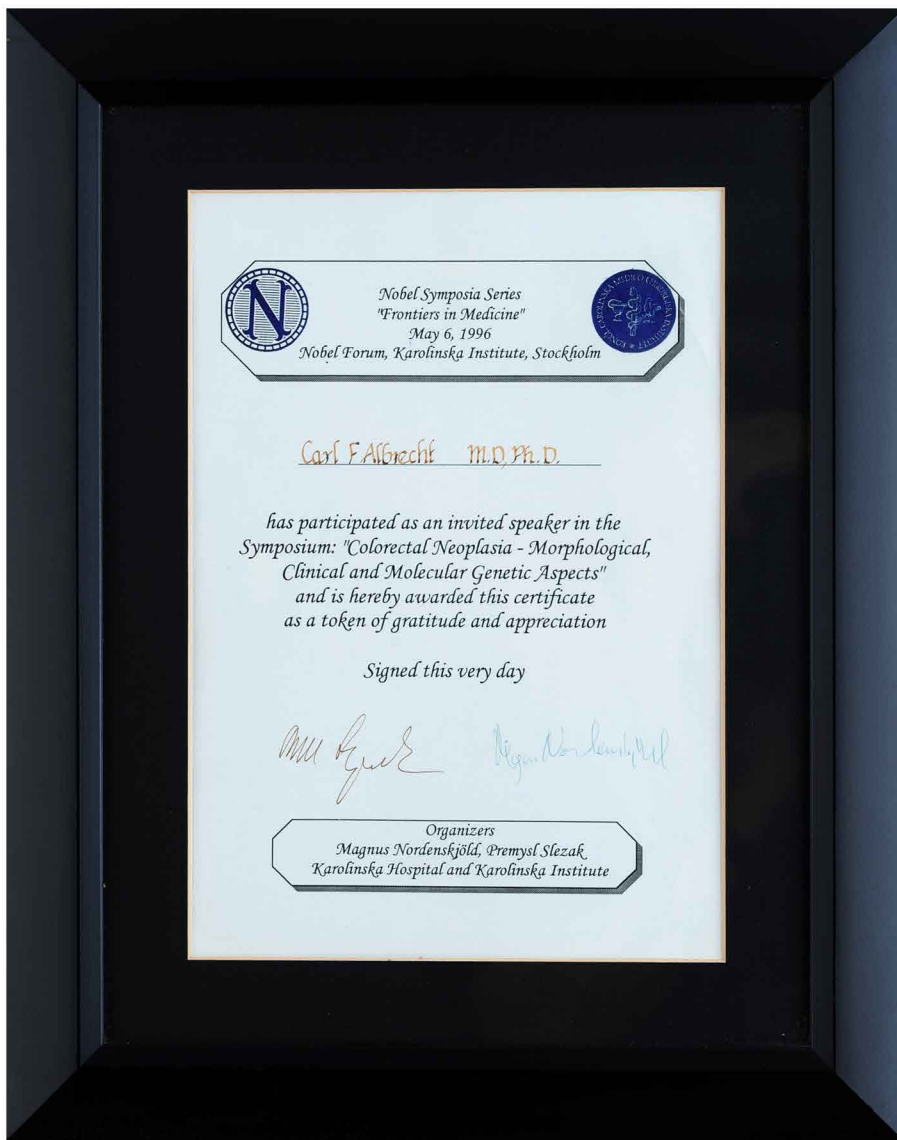 N
Nobel Symposia Series
"Frontiers in Medicine"
May 6, 1996
Nobel Forum, Karolinska Institute, Stockholm
Carl F Albrecht M.D, Ph.D.
has participated as an invited speaker in the
Symposium: "Colorectal Neoplasia - Morphological,
Clinical and Molecular Genetic Aspects"
and is hereby awarded this certificate
as a token of gratitude and appreciation
Signed this very day
Organizers
Magnus Nordenskjöld, Premysl Slezak
Karolinska Hospital and Karolinska Institute